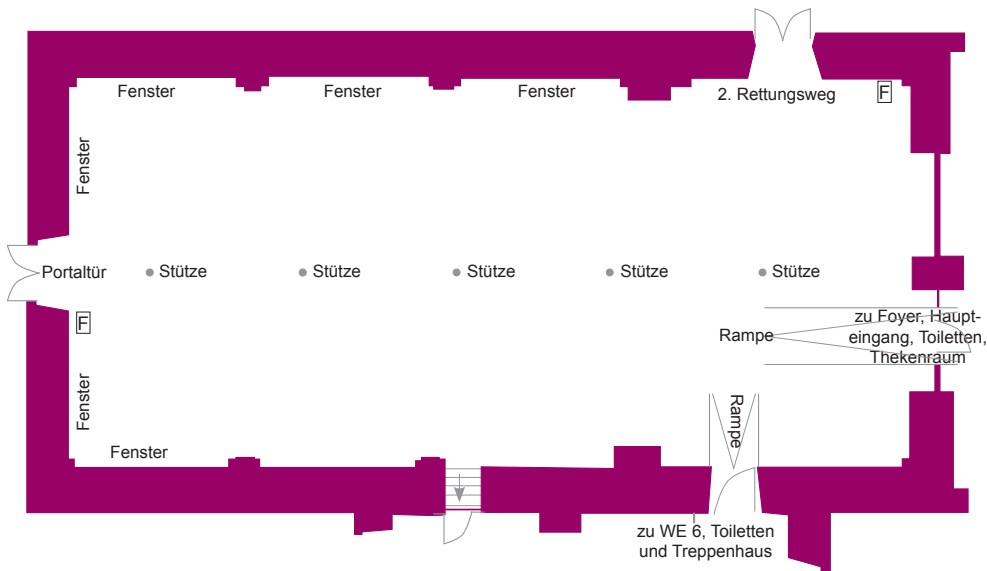 Fenster
Fenster
Fenster
2. Rettungsweg
F
Fenster
Portaltür
Stütze
Stütze
Stütze
Stütze
Stütze
F
Rampe
zu Foyer, Haupt-
eingang, Toiletten,
Thekenraum
Fenster
Rampe
Fenster
zu WE 6, Toiletten
und Treppenhaus